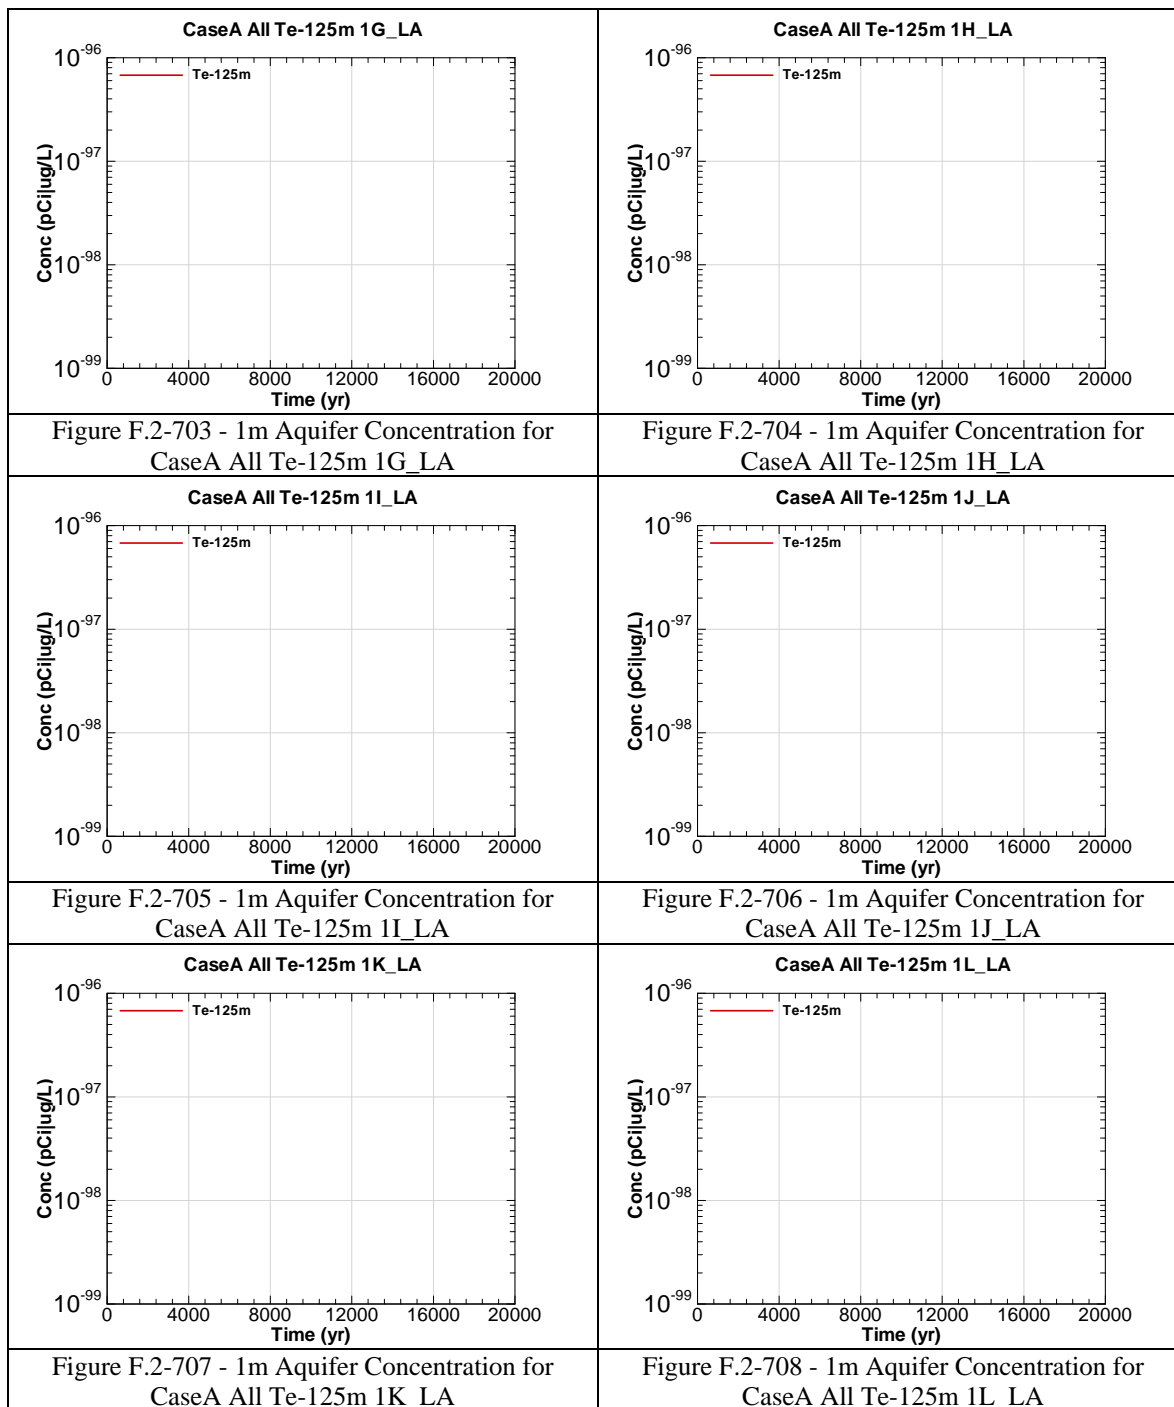 CaseA All Te-125m 1G_LA
Te-125m
Conc (pCi|ug/L)
10-96
10-97
10-98
10-99
0 4000 8000 12000 16000 20000
Time (yr)
Figure F.2-703 - 1m Aquifer Concentration for
CaseA All Te-125m 1G_LA
CaseA All Te-125m 1H_LA
Te-125m
Conc (pCi|ug/L)
10-96
10-97
10-98
10-99
0 4000 8000 12000 16000 20000
Time (yr)
Figure F.2-704 - 1m Aquifer Concentration for
CaseA All Te-125m 1H_LA
CaseA All Te-125m 1I_LA
Te-125m
Conc (pCi|ug/L)
10-96
10-97
10-98
10-99
0 4000 8000 12000 16000 20000
Time (yr)
Figure F.2-705 - 1m Aquifer Concentration for
CaseA All Te-125m 1I_LA
CaseA All Te-125m 1J_LA
Te-125m
Conc (pCi|ug/L)
10-96
10-97
10-98
10-99
0 4000 8000 12000 16000 20000
Time (yr)
Figure F.2-706 - 1m Aquifer Concentration for
CaseA All Te-125m 1J_LA
CaseA All Te-125m 1K_LA
Te-125m
Conc (pCi|ug/L)
10-96
10-97
10-98
10-99
0 4000 8000 12000 16000 20000
Time (yr)
Figure F.2-707 - 1m Aquifer Concentration for
CaseA All Te-125m 1K_LA
CaseA All Te-125m 1L_LA
Te-125m
Conc (pCi|ug/L)
10-96
10-97
10-98
10-99
0 4000 8000 12000 16000 20000
Time (yr)
Figure F.2-708 - 1m Aquifer Concentration for
CaseA All Te-125m 1L_LA